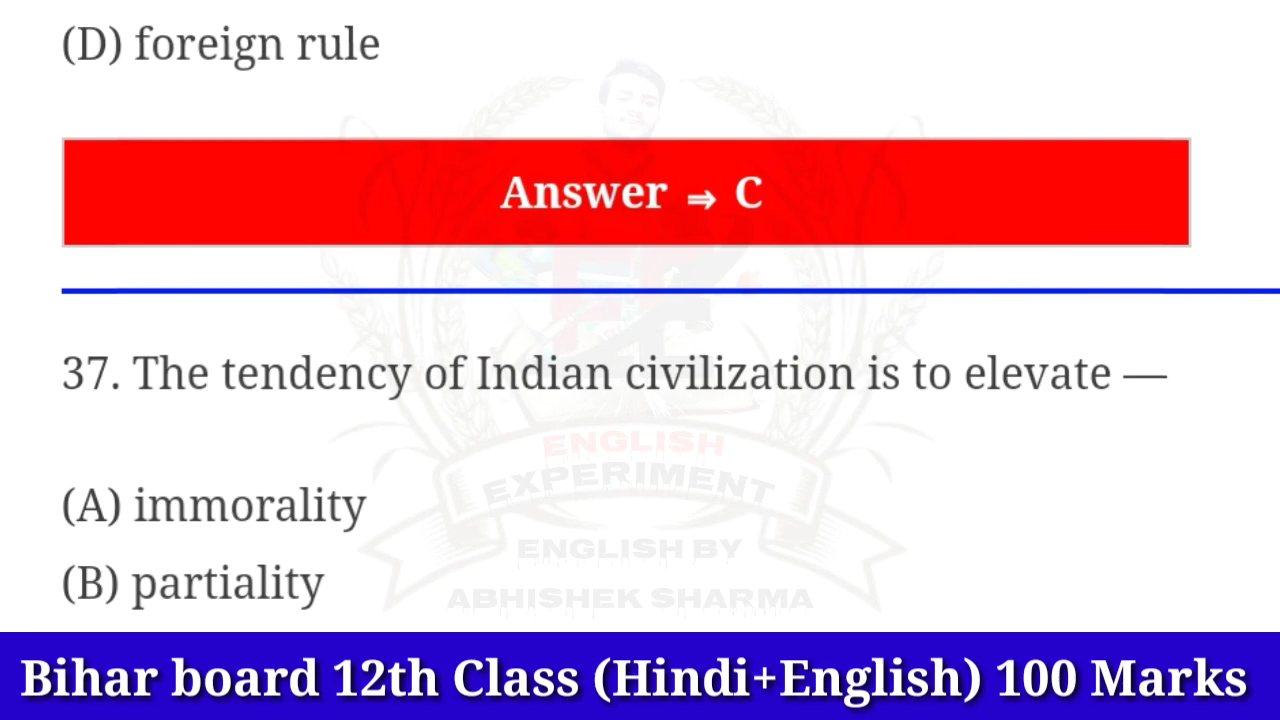 (D) foreign rule
Answer ⇒ C
37. The tendency of Indian civilization is to elevate —
(A) immorality
ENGLISH
EXPERIMENT
ENGLISH BY
(B) partiality
ABHISHEK SHARMA
Bihar board 12th Class (Hindi+English) 100 Marks